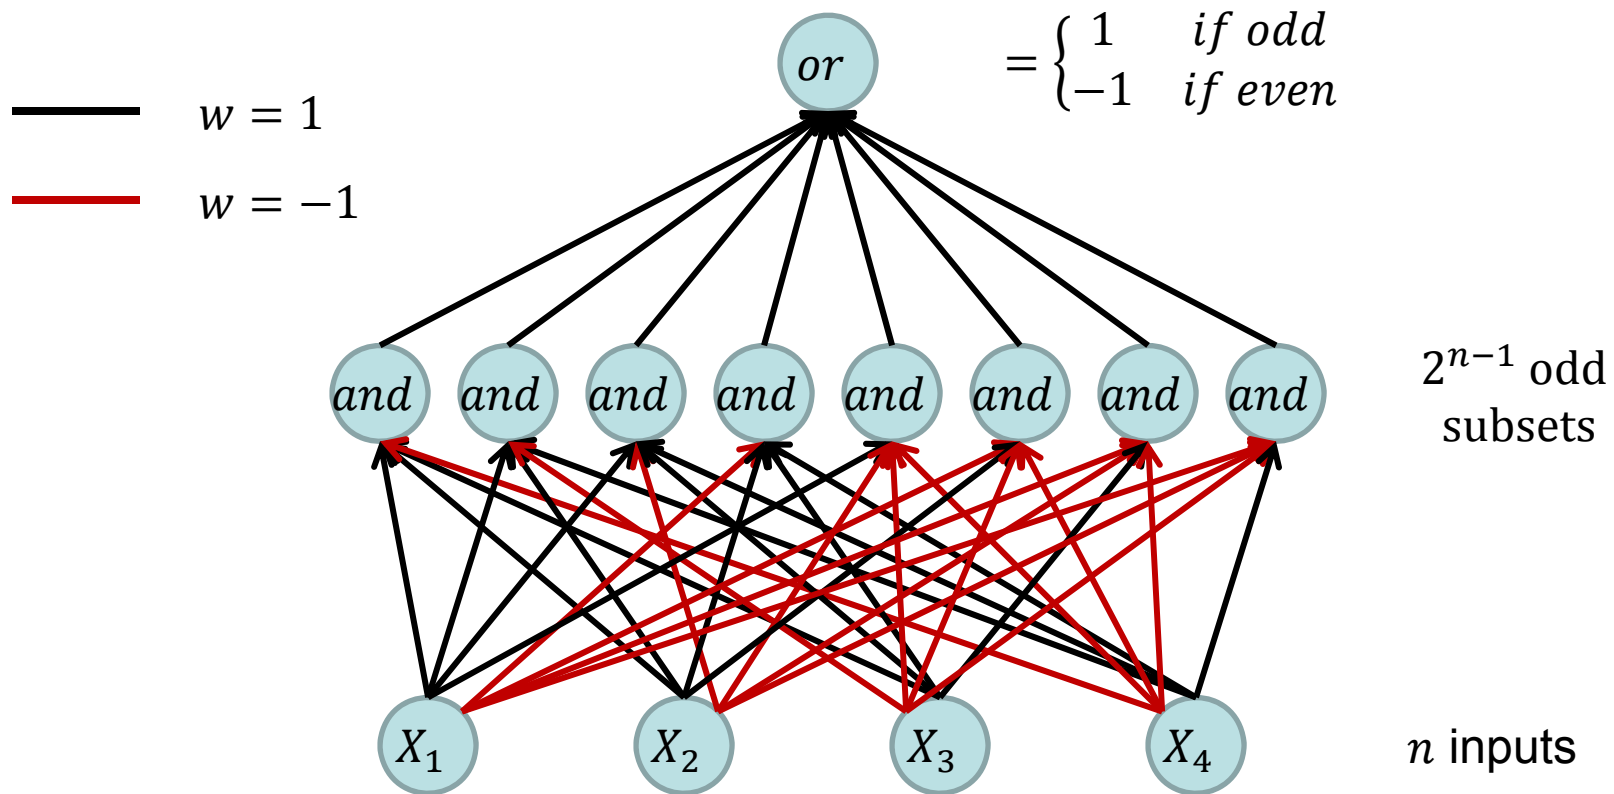 or
= { 1 if odd
−1 if even
w = 1
w = −1
and and and and and and and and
2^{n−1} odd
subsets
X_1 X_2 X_3 X_4
n inputs